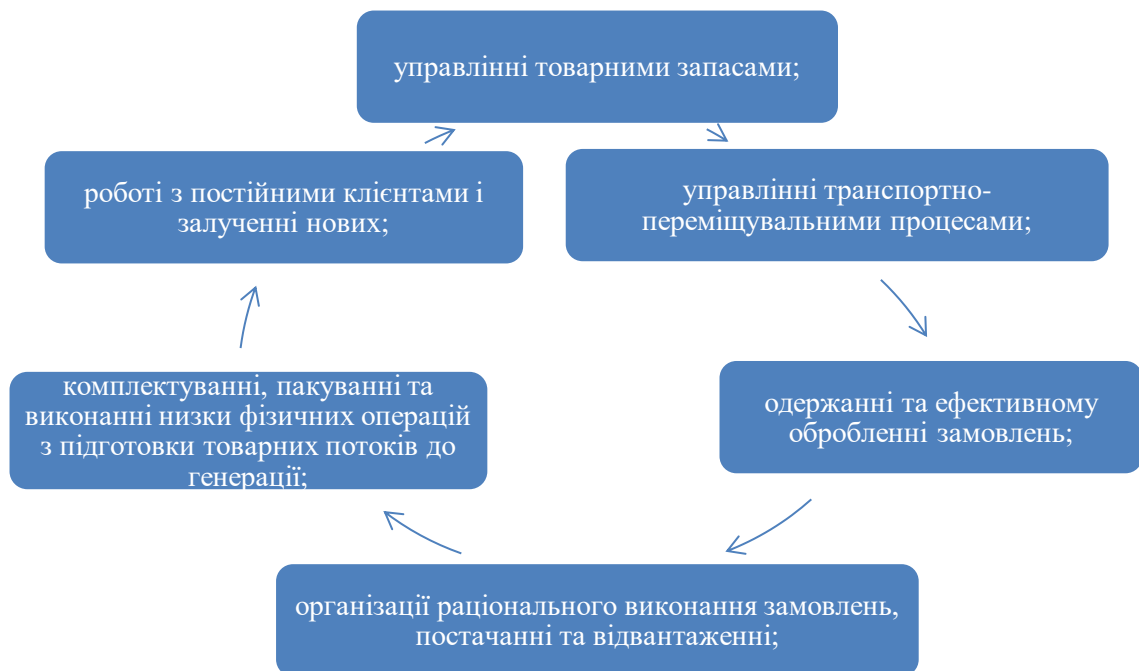 управлінні товарними запасами;
роботі з постійними клієнтами і
залученні нових;
управлінні транспортно-
переміщувальними процесами;
комплектуванні, пакуванні та
виконанні низки фізичних операцій
з підготовки товарних потоків до
генерації;
одержанні та ефективному
обробленні замовлень;
організації раціонального виконання замовлень,
постачанні та відвантаженні;